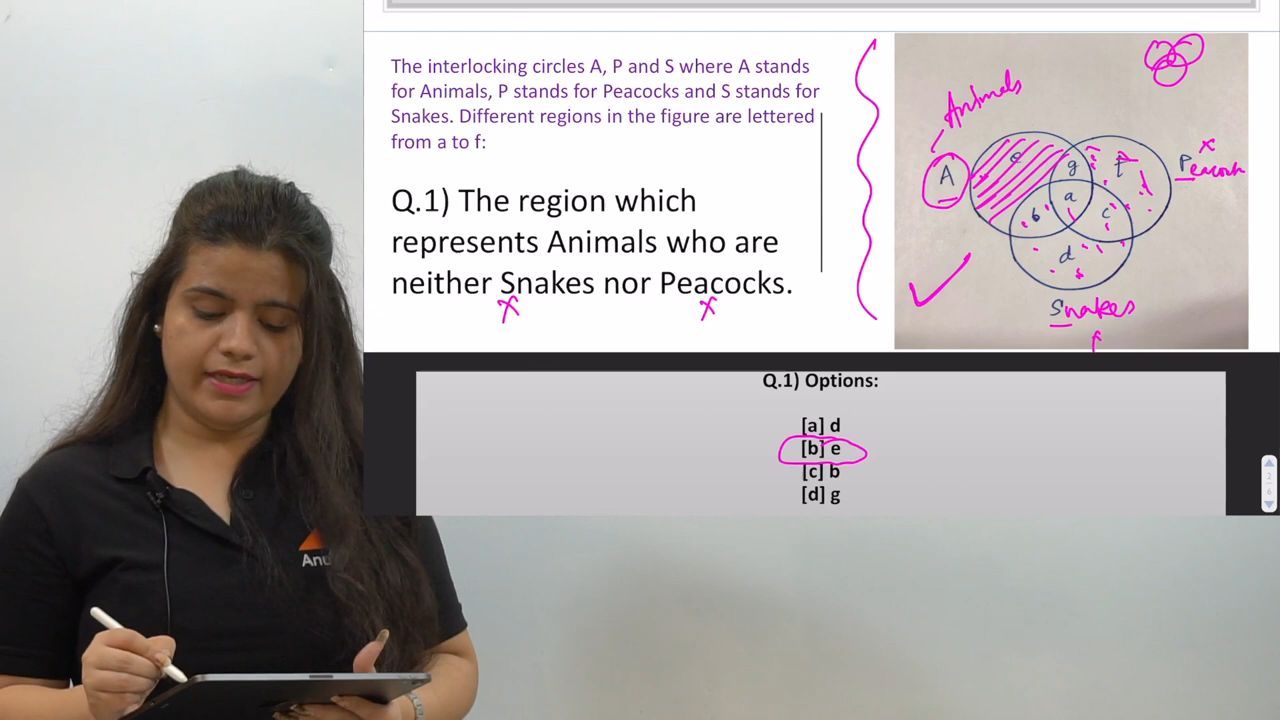 The interlocking circles A, P and S where A stands
for Animals, P stands for Peacocks and S stands for
Snakes. Different regions in the figure are lettered
from a to f:
Q.1) The region which
represents Animals who are
neither Snakes nor Peacocks.
x x
Animals
A
e
g
f
x
Peacock
b
a
c
d
Snakes
Q.1) Options:
[a] d
[b] e
[c] b
[d] g
2
6